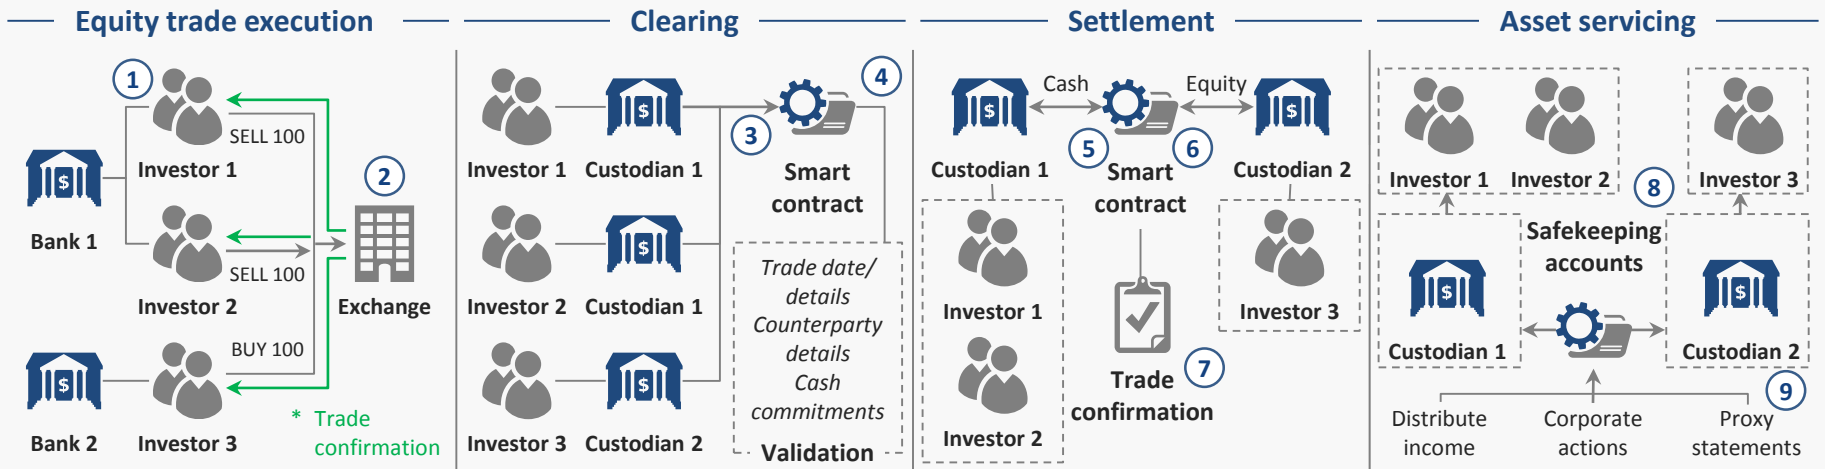 Equity trade execution
1
SELL 100
Investor 1
2
Bank 1
SELL 100
Investor 2
Exchange
BUY 100
Bank 2
Investor 3
* Trade
confirmation
Clearing
4
3
Investor 1
Custodian 1
Smart
contract
Investor 2
Custodian 1
Trade date/
details
Counterparty
details
Cash
commitments
Validation
Investor 3
Custodian 2
Settlement
Cash
Equity
5
6
Custodian 1
Smart
contract
Custodian 2
Investor 1
Investor 3
Investor 2
7
Trade
confirmation
Asset servicing
Investor 1
Investor 2
8
Investor 3
Safekeeping
accounts
Custodian 1
Custodian 2
9
Distribute
income
Corporate
actions
Proxy
statements